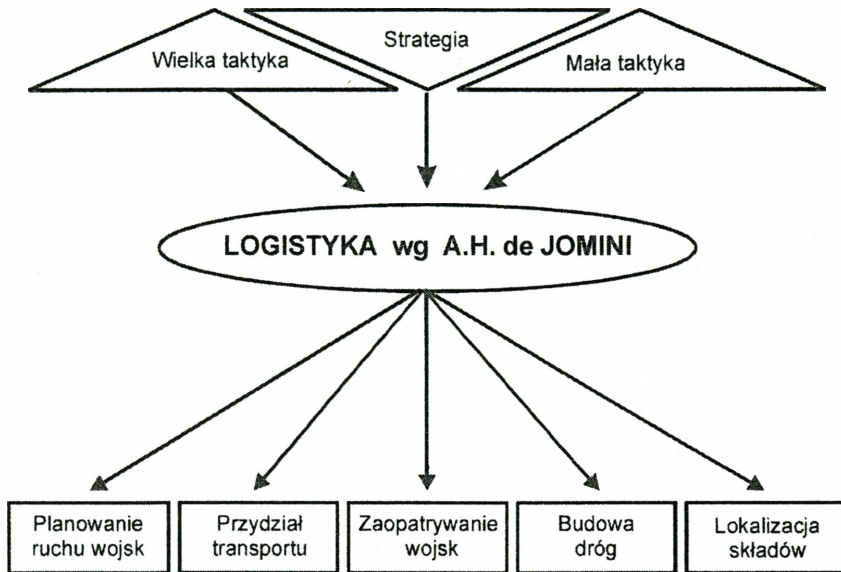 Wielka taktyka
Strategia
Mała taktyka
LOGISTYKA wg A.H. de JOMINI
Planowanie
ruchu wojsk
Przydział
transportu
Zaopatrywanie
wojsk
Budowa
dróg
Lokalizacja
składów